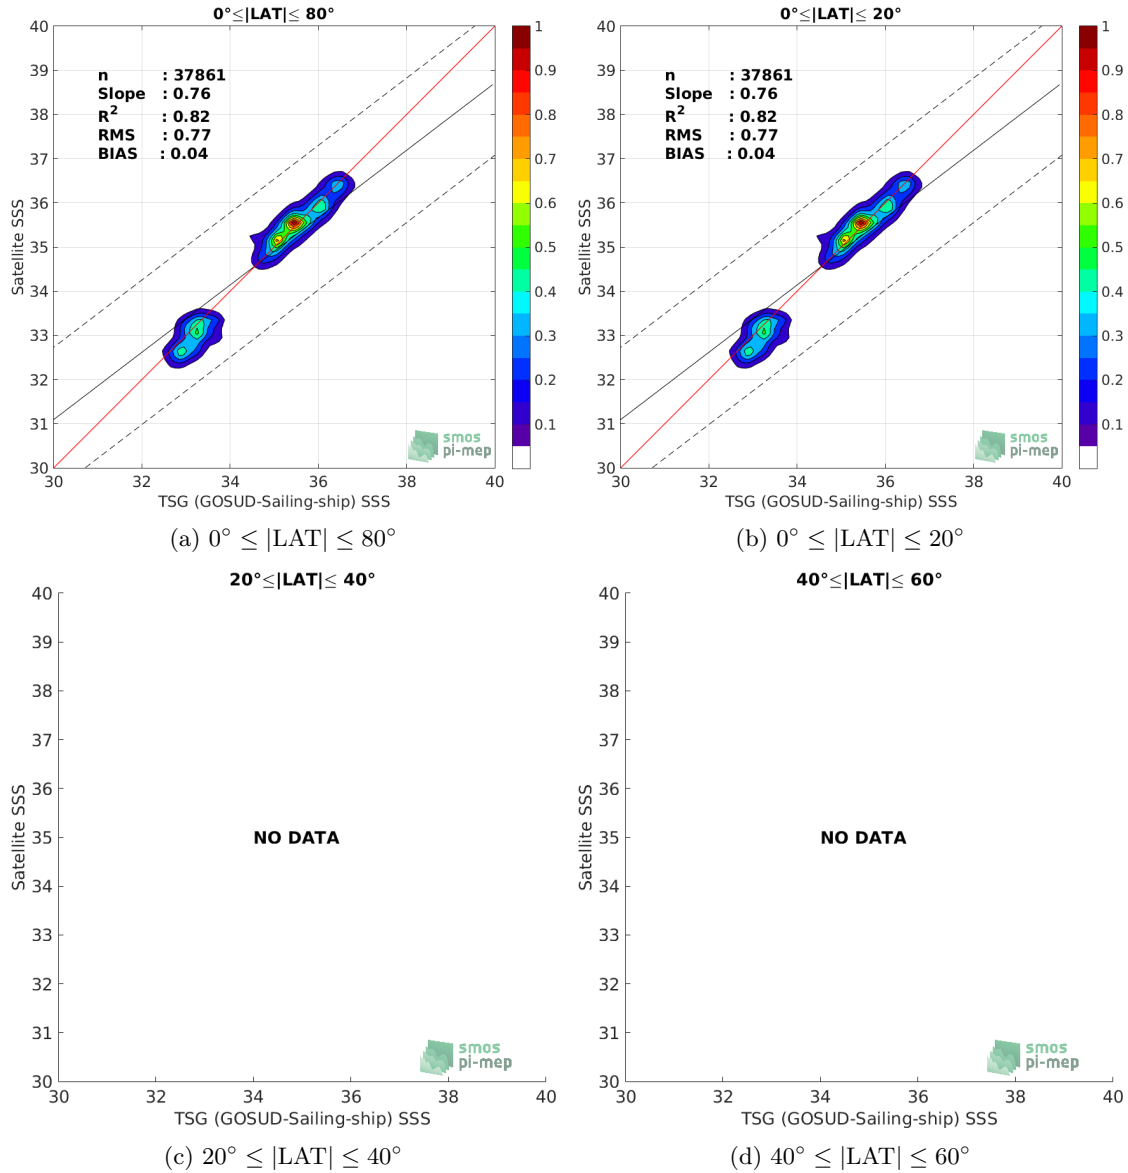 0°≤|LAT|≤ 80°
40
39
38
37
36
35
34
33
32
31
30
Satellite SSS
n : 37861
Slope : 0.76
R² : 0.82
RMS : 0.77
BIAS : 0.04
smos
pi-mep
30 32 34 36 38 40
TSG (GOSUD-Sailing-ship) SSS
1
0.9
0.8
0.7
0.6
0.5
0.4
0.3
0.2
0.1
(a) 0° ≤ |LAT| ≤ 80°
0°≤|LAT|≤ 20°
40
39
38
37
36
35
34
33
32
31
30
Satellite SSS
n : 37861
Slope : 0.76
R² : 0.82
RMS : 0.77
BIAS : 0.04
smos
pi-mep
30 32 34 36 38 40
TSG (GOSUD-Sailing-ship) SSS
1
0.9
0.8
0.7
0.6
0.5
0.4
0.3
0.2
0.1
(b) 0° ≤ |LAT| ≤ 20°
20°≤|LAT|≤ 40°
40
39
38
37
36
35
34
33
32
31
30
Satellite SSS
NO DATA
smos
pi-mep
30 32 34 36 38 40
TSG (GOSUD-Sailing-ship) SSS
(c) 20° ≤ |LAT| ≤ 40°
40°≤|LAT|≤ 60°
40
39
38
37
36
35
34
33
32
31
30
Satellite SSS
NO DATA
smos
pi-mep
30 32 34 36 38 40
TSG (GOSUD-Sailing-ship) SSS
(d) 40° ≤ |LAT| ≤ 60°